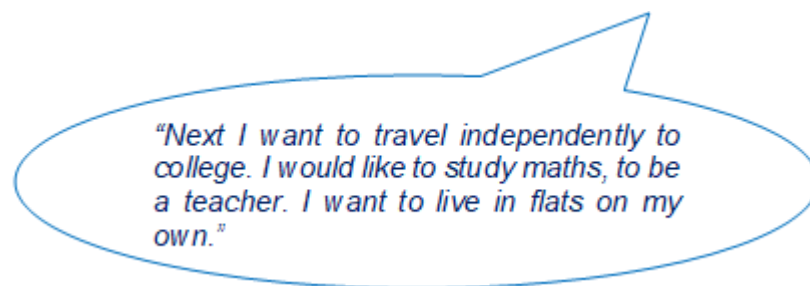 “Next I want to travel independently to
college. I would like to study maths, to be
a teacher. I want to live in flats on my
own.”